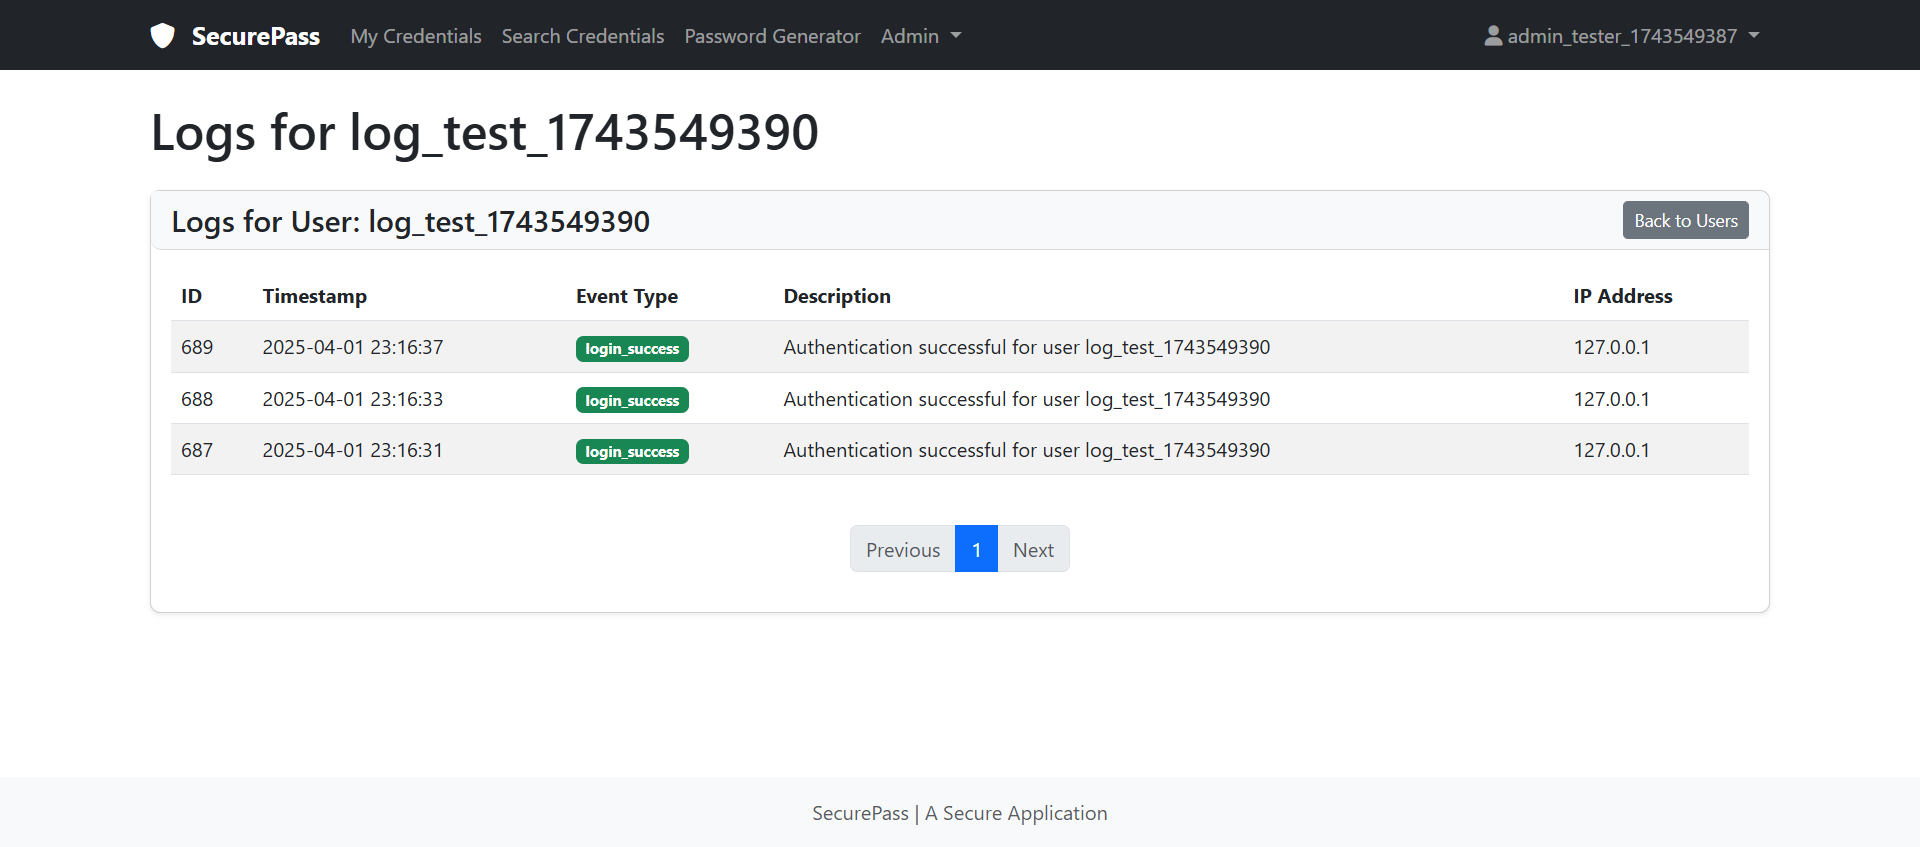 SecurePass My Credentials Search Credentials Password Generator Admin admin_tester_1743549387
Logs for log_test_1743549390
Logs for User: log_test_1743549390 Back to Users
ID Timestamp Event Type Description IP Address
689 2025-04-01 23:16:37 login_success Authentication successful for user log_test_1743549390 127.0.0.1
688 2025-04-01 23:16:33 login_success Authentication successful for user log_test_1743549390 127.0.0.1
687 2025-04-01 23:16:31 login_success Authentication successful for user log_test_1743549390 127.0.0.1
Previous 1 Next
SecurePass | A Secure Application